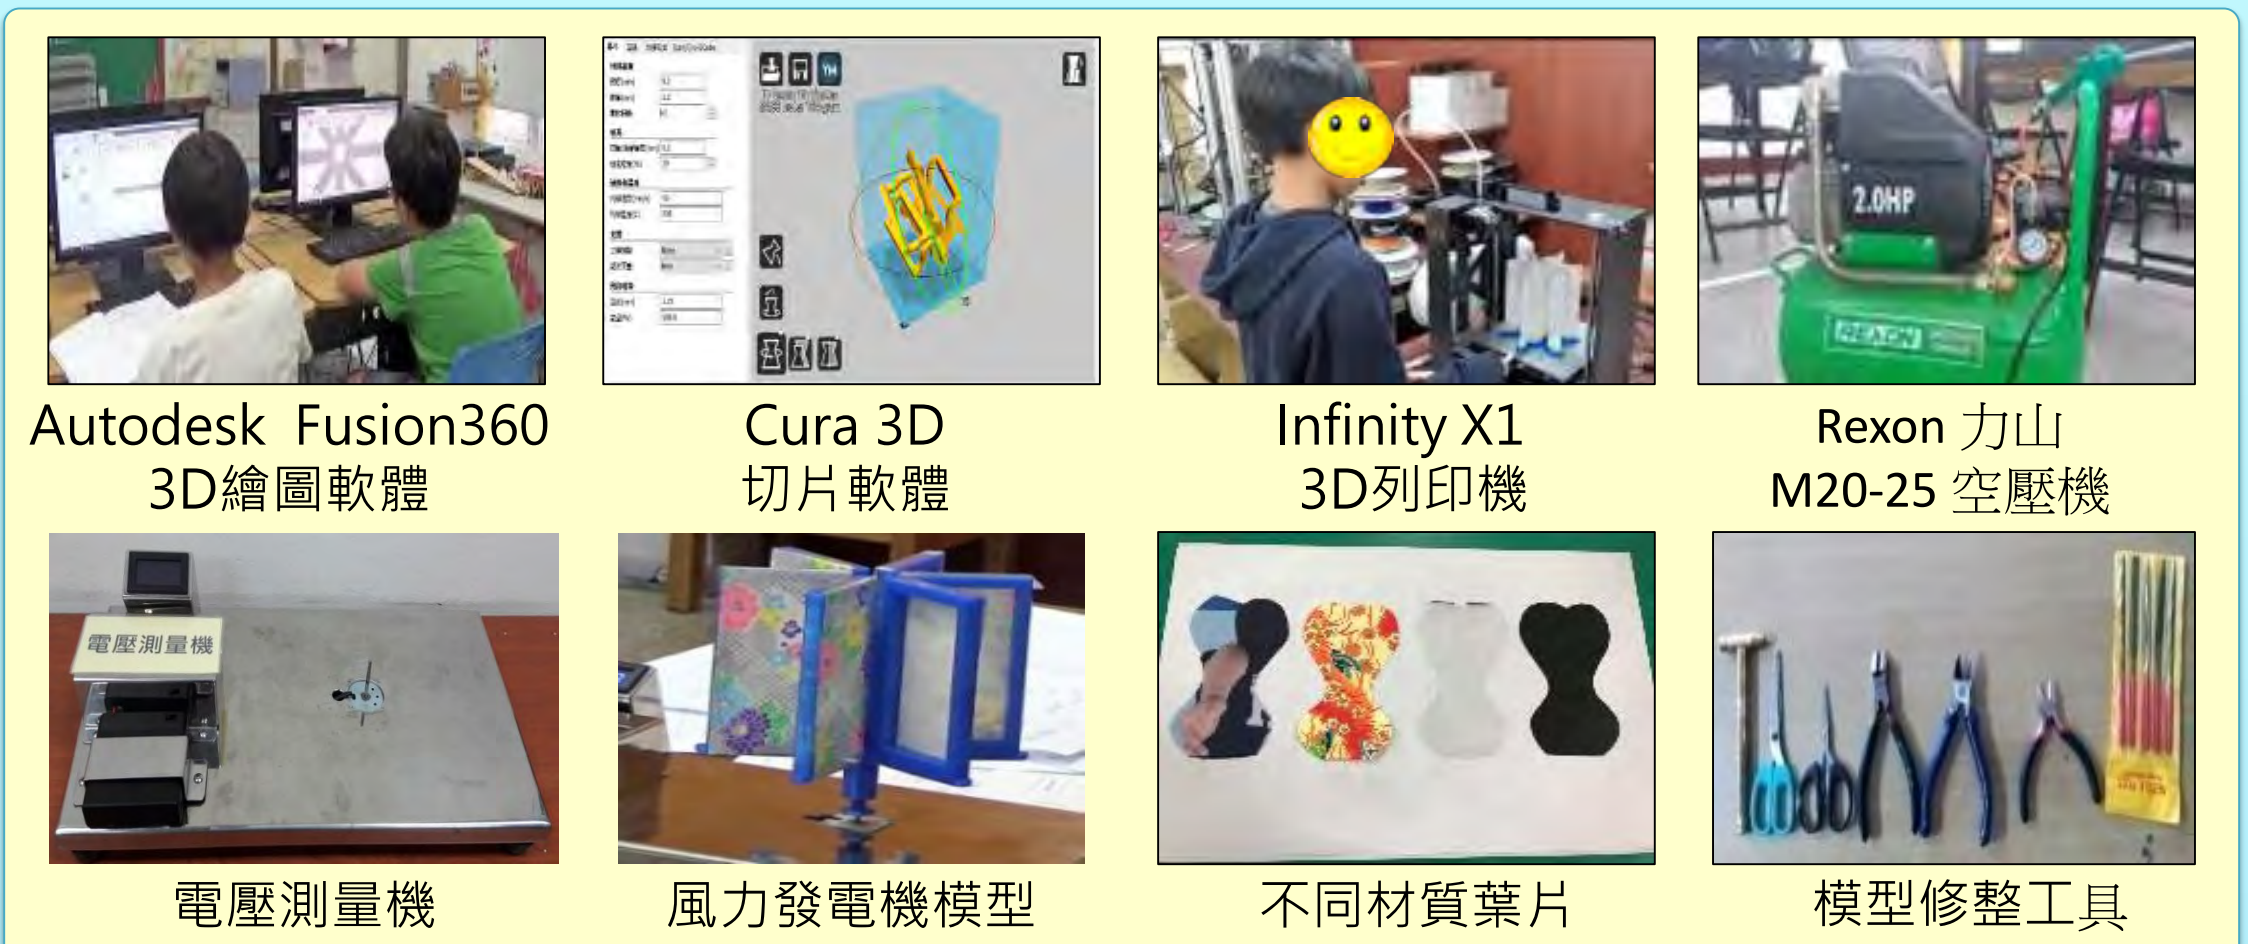 Autodesk Fusion360
3D繪圖軟體
Cura 3D
切片軟體
Infinity X1
3D列印機
2.0HP
REXON
Rexon 力山
M20-25 空壓機
電壓測量機
電壓測量機
風力發電機模型
不同材質葉片
模型修整工具